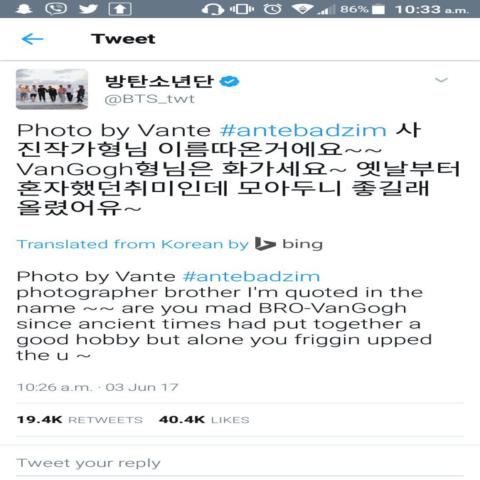 86% 10:33 a.m.
Tweet
방탄소년단
@BTS_twt
Photo by Vante #antebadzim 사
진작가형님 이름따온거에요~~
VanGogh형님은 화가세요~ 옛날부터
혼자했던취미인데 모아두니 좋길래
올렸어유~
Translated from Korean by bing
Photo by Vante #antebadzim
photographer brother I'm quoted in the
name ~~ are you mad BRO-VanGogh
since ancient times had put together a
good hobby but alone you friggin upped
the u ~
10:26 a.m. · 03 Jun 17
19.4K RETWEETS 40.4K LIKES
Tweet your reply